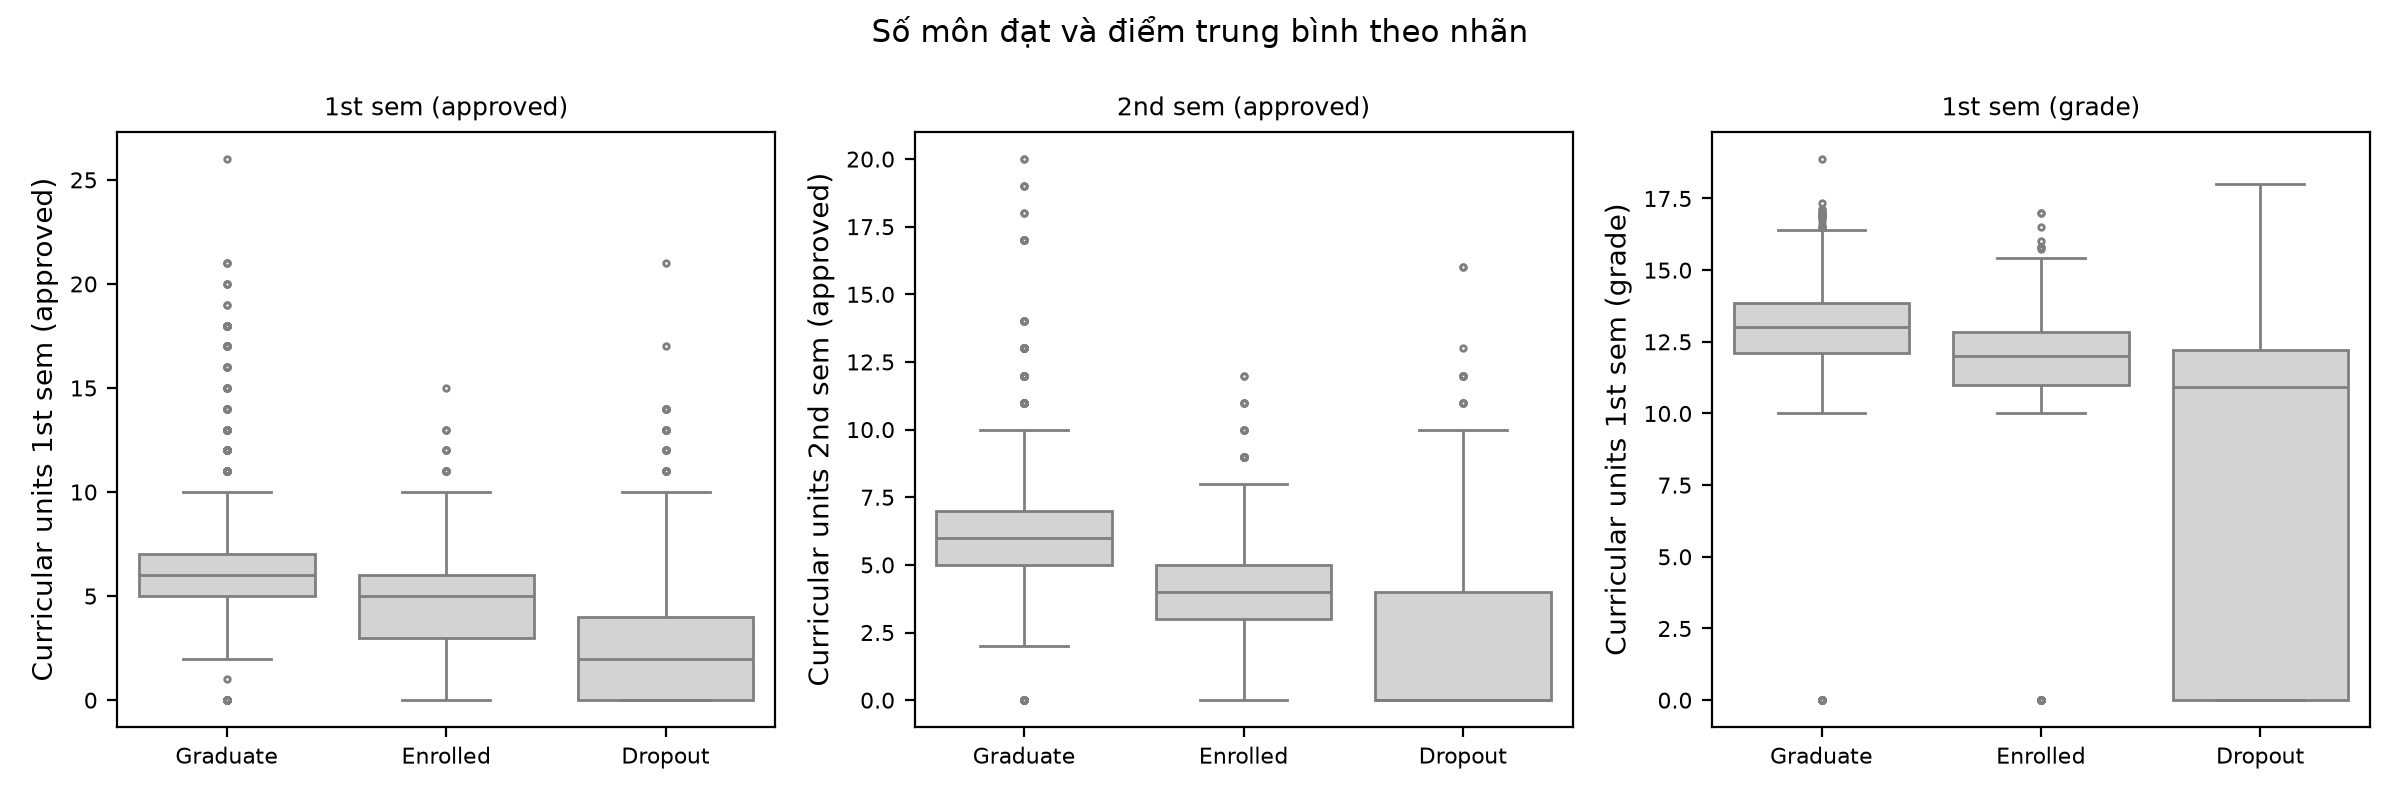 Số môn đạt và điểm trung bình theo nhãn
1st sem (approved)
Curricular units 1st sem (approved)
25
20
15
10
5
0
Graduate Enrolled Dropout
2nd sem (approved)
Curricular units 2nd sem (approved)
20.0
17.5
15.0
12.5
10.0
7.5
5.0
2.5
0.0
Graduate Enrolled Dropout
1st sem (grade)
Curricular units 1st sem (grade)
17.5
15.0
12.5
10.0
7.5
5.0
2.5
0.0
Graduate Enrolled Dropout